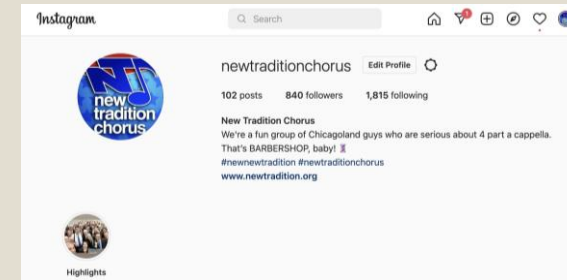 Instagram
Search
new
tradition
chorus
newtraditionchorus Edit Profile
102 posts 840 followers 1,815 following
New Tradition Chorus
We're a fun group of Chicagoland guys who are serious about 4 part a cappella.
That's BARBERSHOP, baby! 💈
#newnewtradition #newtraditionchorus
www.newtradition.org
Highlights